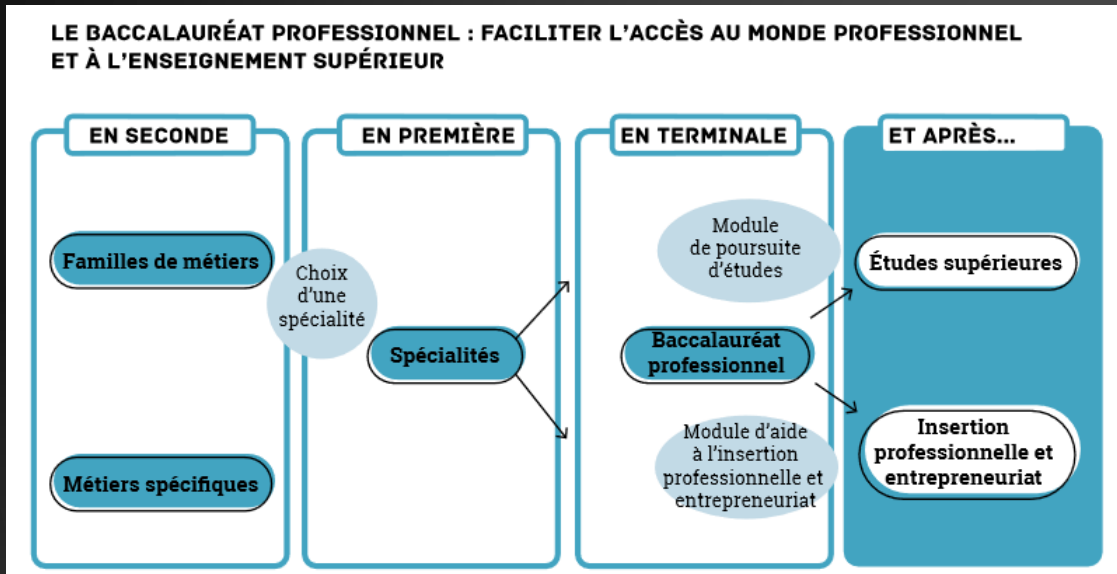 LE BACCALAURÉAT PROFESSIONNEL : FACILITER L'ACCÈS AU MONDE PROFESSIONNEL
ET À L'ENSEIGNEMENT SUPÉRIEUR
EN SECONDE
Familles de métiers
Métiers spécifiques
Choix
d'une
spécialité
EN PREMIÈRE
Spécialités
EN TERMINALE
Module
de poursuite
d'études
Baccalauréat
professionnel
Module d'aide
à l'insertion
professionnelle et
entrepreneuriat
ET APRÈS...
Études supérieures
Insertion
professionnelle et
entrepreneuriat